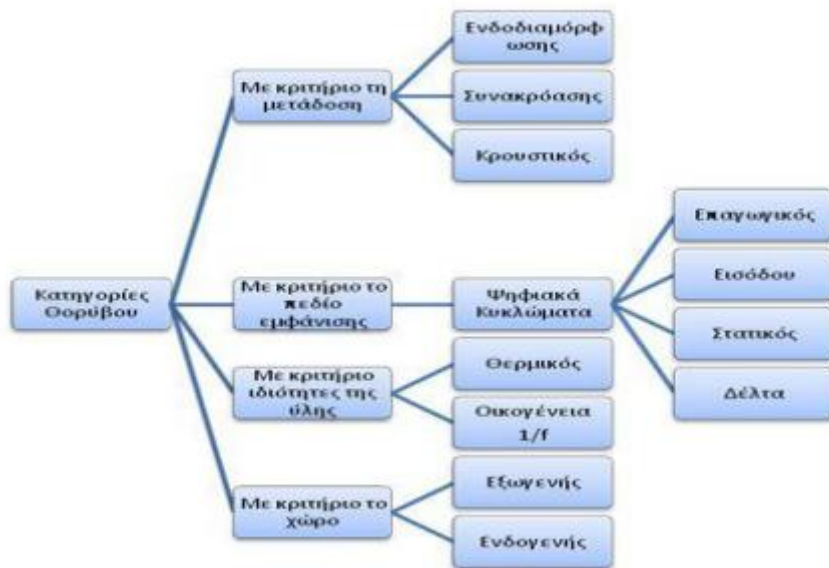 Κατηγορίες
Θορύβου
Με κριτήριο τη
μετάδοση
Ενδοδιαμόρφ
ωσης
Συνακρόασης
Κρουστικός
Με κριτήριο το
πεδίο
εμφάνισης
Ψηφιακά
Κυκλώματα
Επαγωγικός
Εισόδου
Στατικός
Δέλτα
Με κριτήριο
ιδιότητες της
ύλης
Θερμικός
Οικογένεια
1/f
Με κριτήριο το
χώρο
Εξωγενής
Ενδογενής